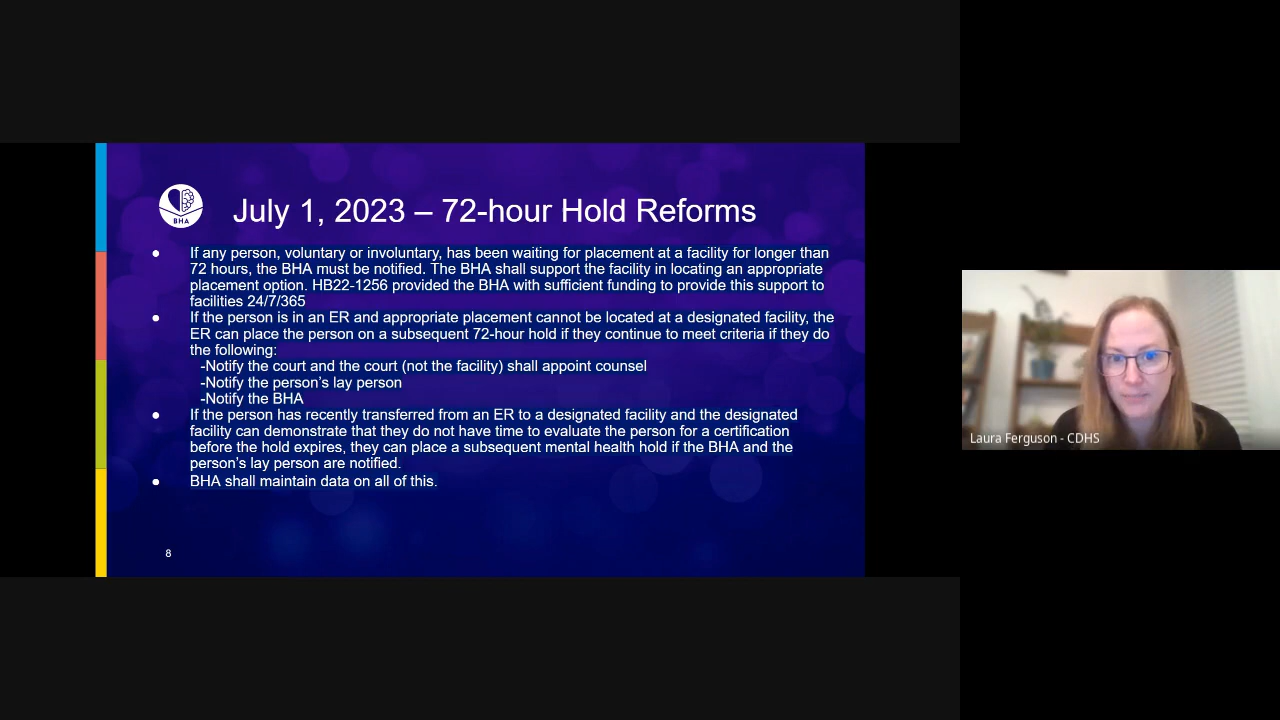 BHA
July 1, 2023 – 72-hour Hold Reforms
● If any person, voluntary or involuntary, has been waiting for placement at a facility for longer than
72 hours, the BHA must be notified. The BHA shall support the facility in locating an appropriate
placement option. HB22-1256 provided the BHA with sufficient funding to provide this support to
facilities 24/7/365
● If the person is in an ER and appropriate placement cannot be located at a designated facility, the
ER can place the person on a subsequent 72-hour hold if they continue to meet criteria if they do
the following:
-Notify the court and the court (not the facility) shall appoint counsel
-Notify the person’s lay person
-Notify the BHA
● If the person has recently transferred from an ER to a designated facility and the designated
facility can demonstrate that they do not have time to evaluate the person for a certification
before the hold expires, they can place a subsequent mental health hold if the BHA and the
person’s lay person are notified.
● BHA shall maintain data on all of this.
8
Laura Ferguson - CDHS